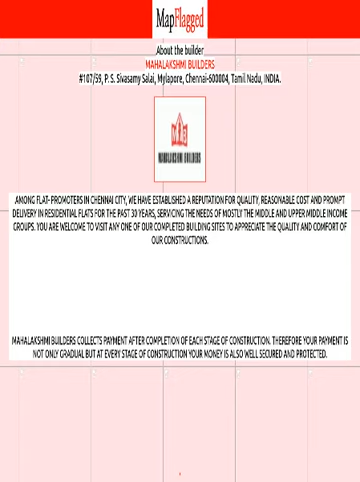 MapFlagged
About the builder
MAHALAKSHMI BUILDERS
#107/59, P. S. Sivasamy Salai, Mylapore, Chennai-600004, Tamil Nadu, INDIA.
MAHALAKSHMI BUILDERS
AMONG FLAT-PROMOTERS IN CHENNAI CITY, WE HAVE ESTABLISHED A REPUTATION FOR QUALITY, REASONABLE COST AND PROMPT
DELIVERY IN RESIDENTIAL FLATS FOR THE PAST 30 YEARS, SERVICING THE NEEDS OF MOSTLY THE MIDDLE AND UPPER MIDDLE INCOME
GROUPS. YOU ARE WELCOME TO VISIT ANY ONE OF OUR COMPLETED BUILDING SITES TO APPRECIATE THE QUALITY AND COMFORT OF
OUR CONSTRUCTIONS.
MAHALAKSHMI BUILDERS COLLECTS PAYMENT AFTER COMPLETION OF EACH STAGE OF CONSTRUCTION. THEREFORE YOUR PAYMENT IS
NOT ONLY GRADUAL BUT AT EVERY STAGE OF CONSTRUCTION YOUR MONEY IS ALSO WELL SECURED AND PROTECTED.